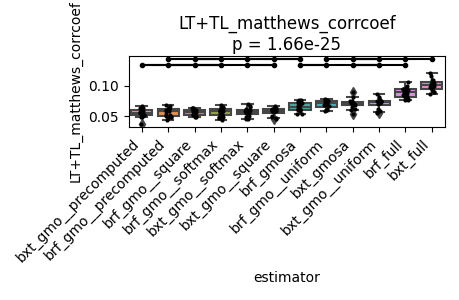 LT+TL_matthews_corrcoef
p = 1.66e-25
LT+TL_matthews_corrcoef
0.10
0.05
bxt_gmo__precomputed
brf_gmo__precomputed
brf_gmo__square
brf_gmo__softmax
bxt_gmo__softmax
bxt_gmo__square
brf_gmosa
brf_gmo__uniform
bxt_gmosa
bxt_gmo__uniform
brf_full
bxt_full
estimator